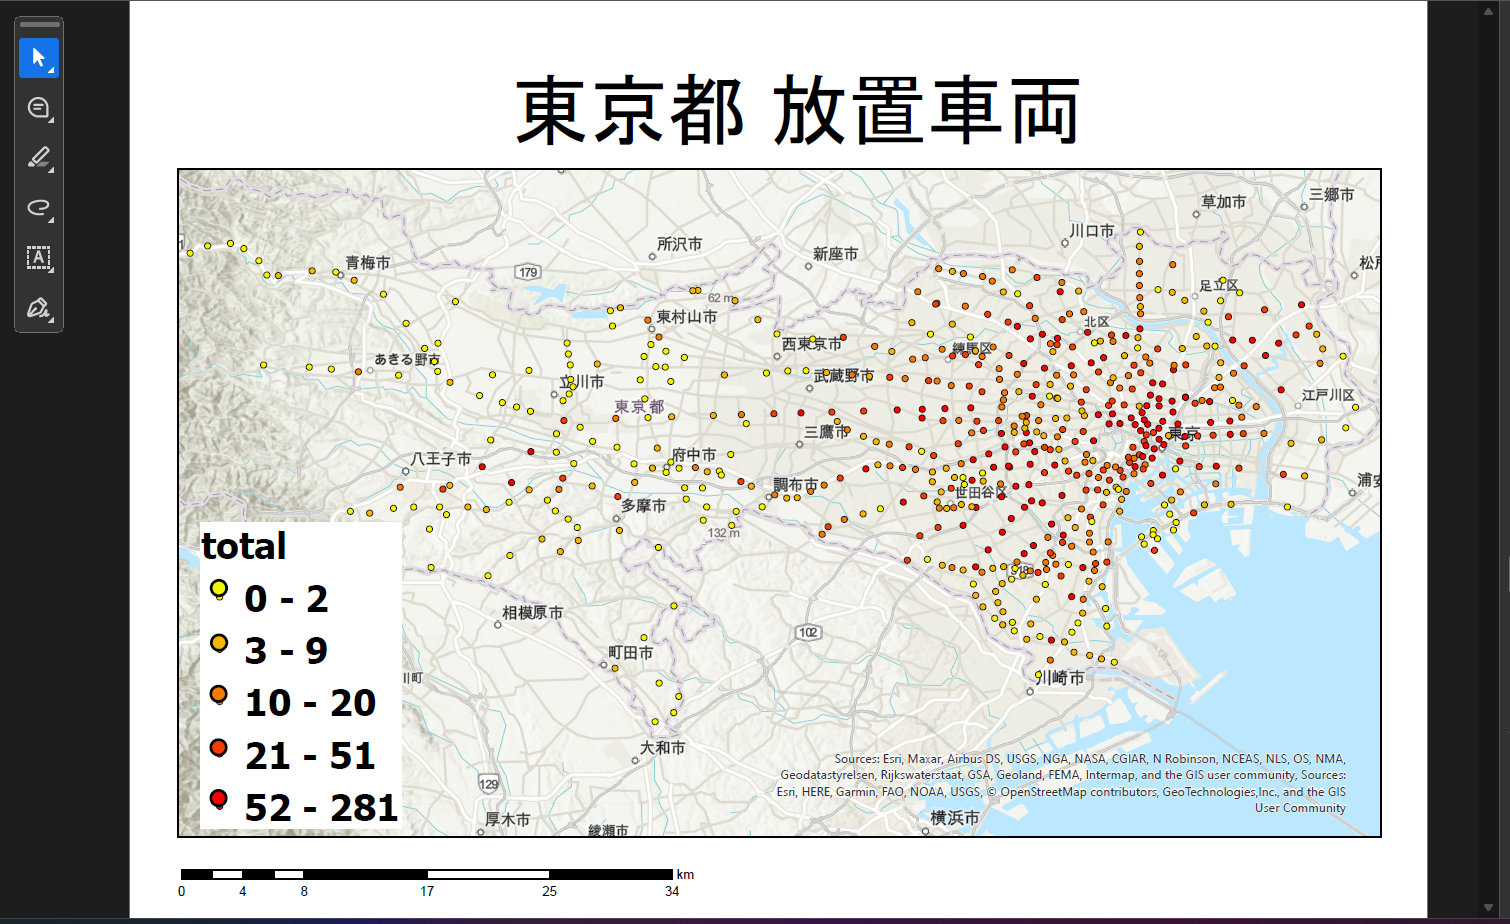 東京都 放置車両
草加市
三郷市
川口市
所沢市
新座市
青梅市
179
足立区
62 m
東村山市
北区
西東京市
練馬区
あきる野市
武蔵野市
立川市
東京都
江戸川区
三鷹市
東京
八王子市
府中市
調布市
世田谷区
多摩市
132 m
total
0 - 2
3 - 9
10 - 20
21 - 51
52 - 281
相模原市
102
町田市
川町
川崎市
大和市
129
厚木市
綾瀬市
横浜市
Sources: Esri, Maxar, Airbus DS, USGS, NGA, NASA, CGIAR, N Robinson, NCEAS, NLS, OS, NMA,
Geodatastyrelsen, Rijkswaterstaat, GSA, Geoland, FEMA, Intermap, and the GIS user community, Sources:
Esri, HERE, Garmin, FAO, NOAA, USGS, © OpenStreetMap contributors, GeoTechnologies,Inc., and the GIS
User Community
km
0 4 8 17 25 34